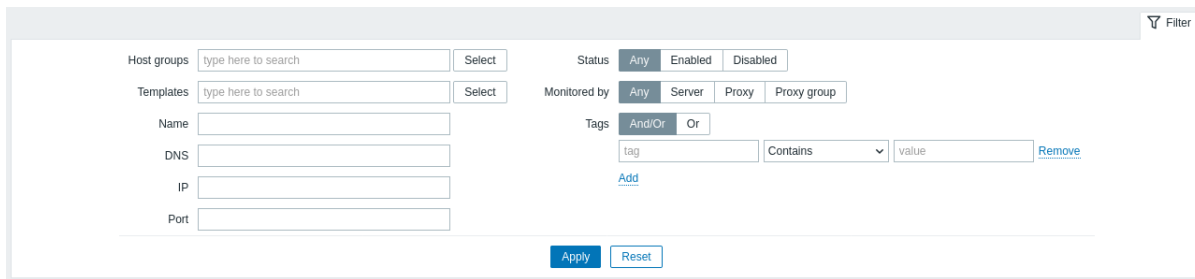 Filter
Host groups type here to search Select Status Any Enabled Disabled
Templates type here to search Select Monitored by Any Server Proxy Proxy group
Name Tags And/Or Or
DNS tag Contains value Remove
IP Add
Port
Apply Reset